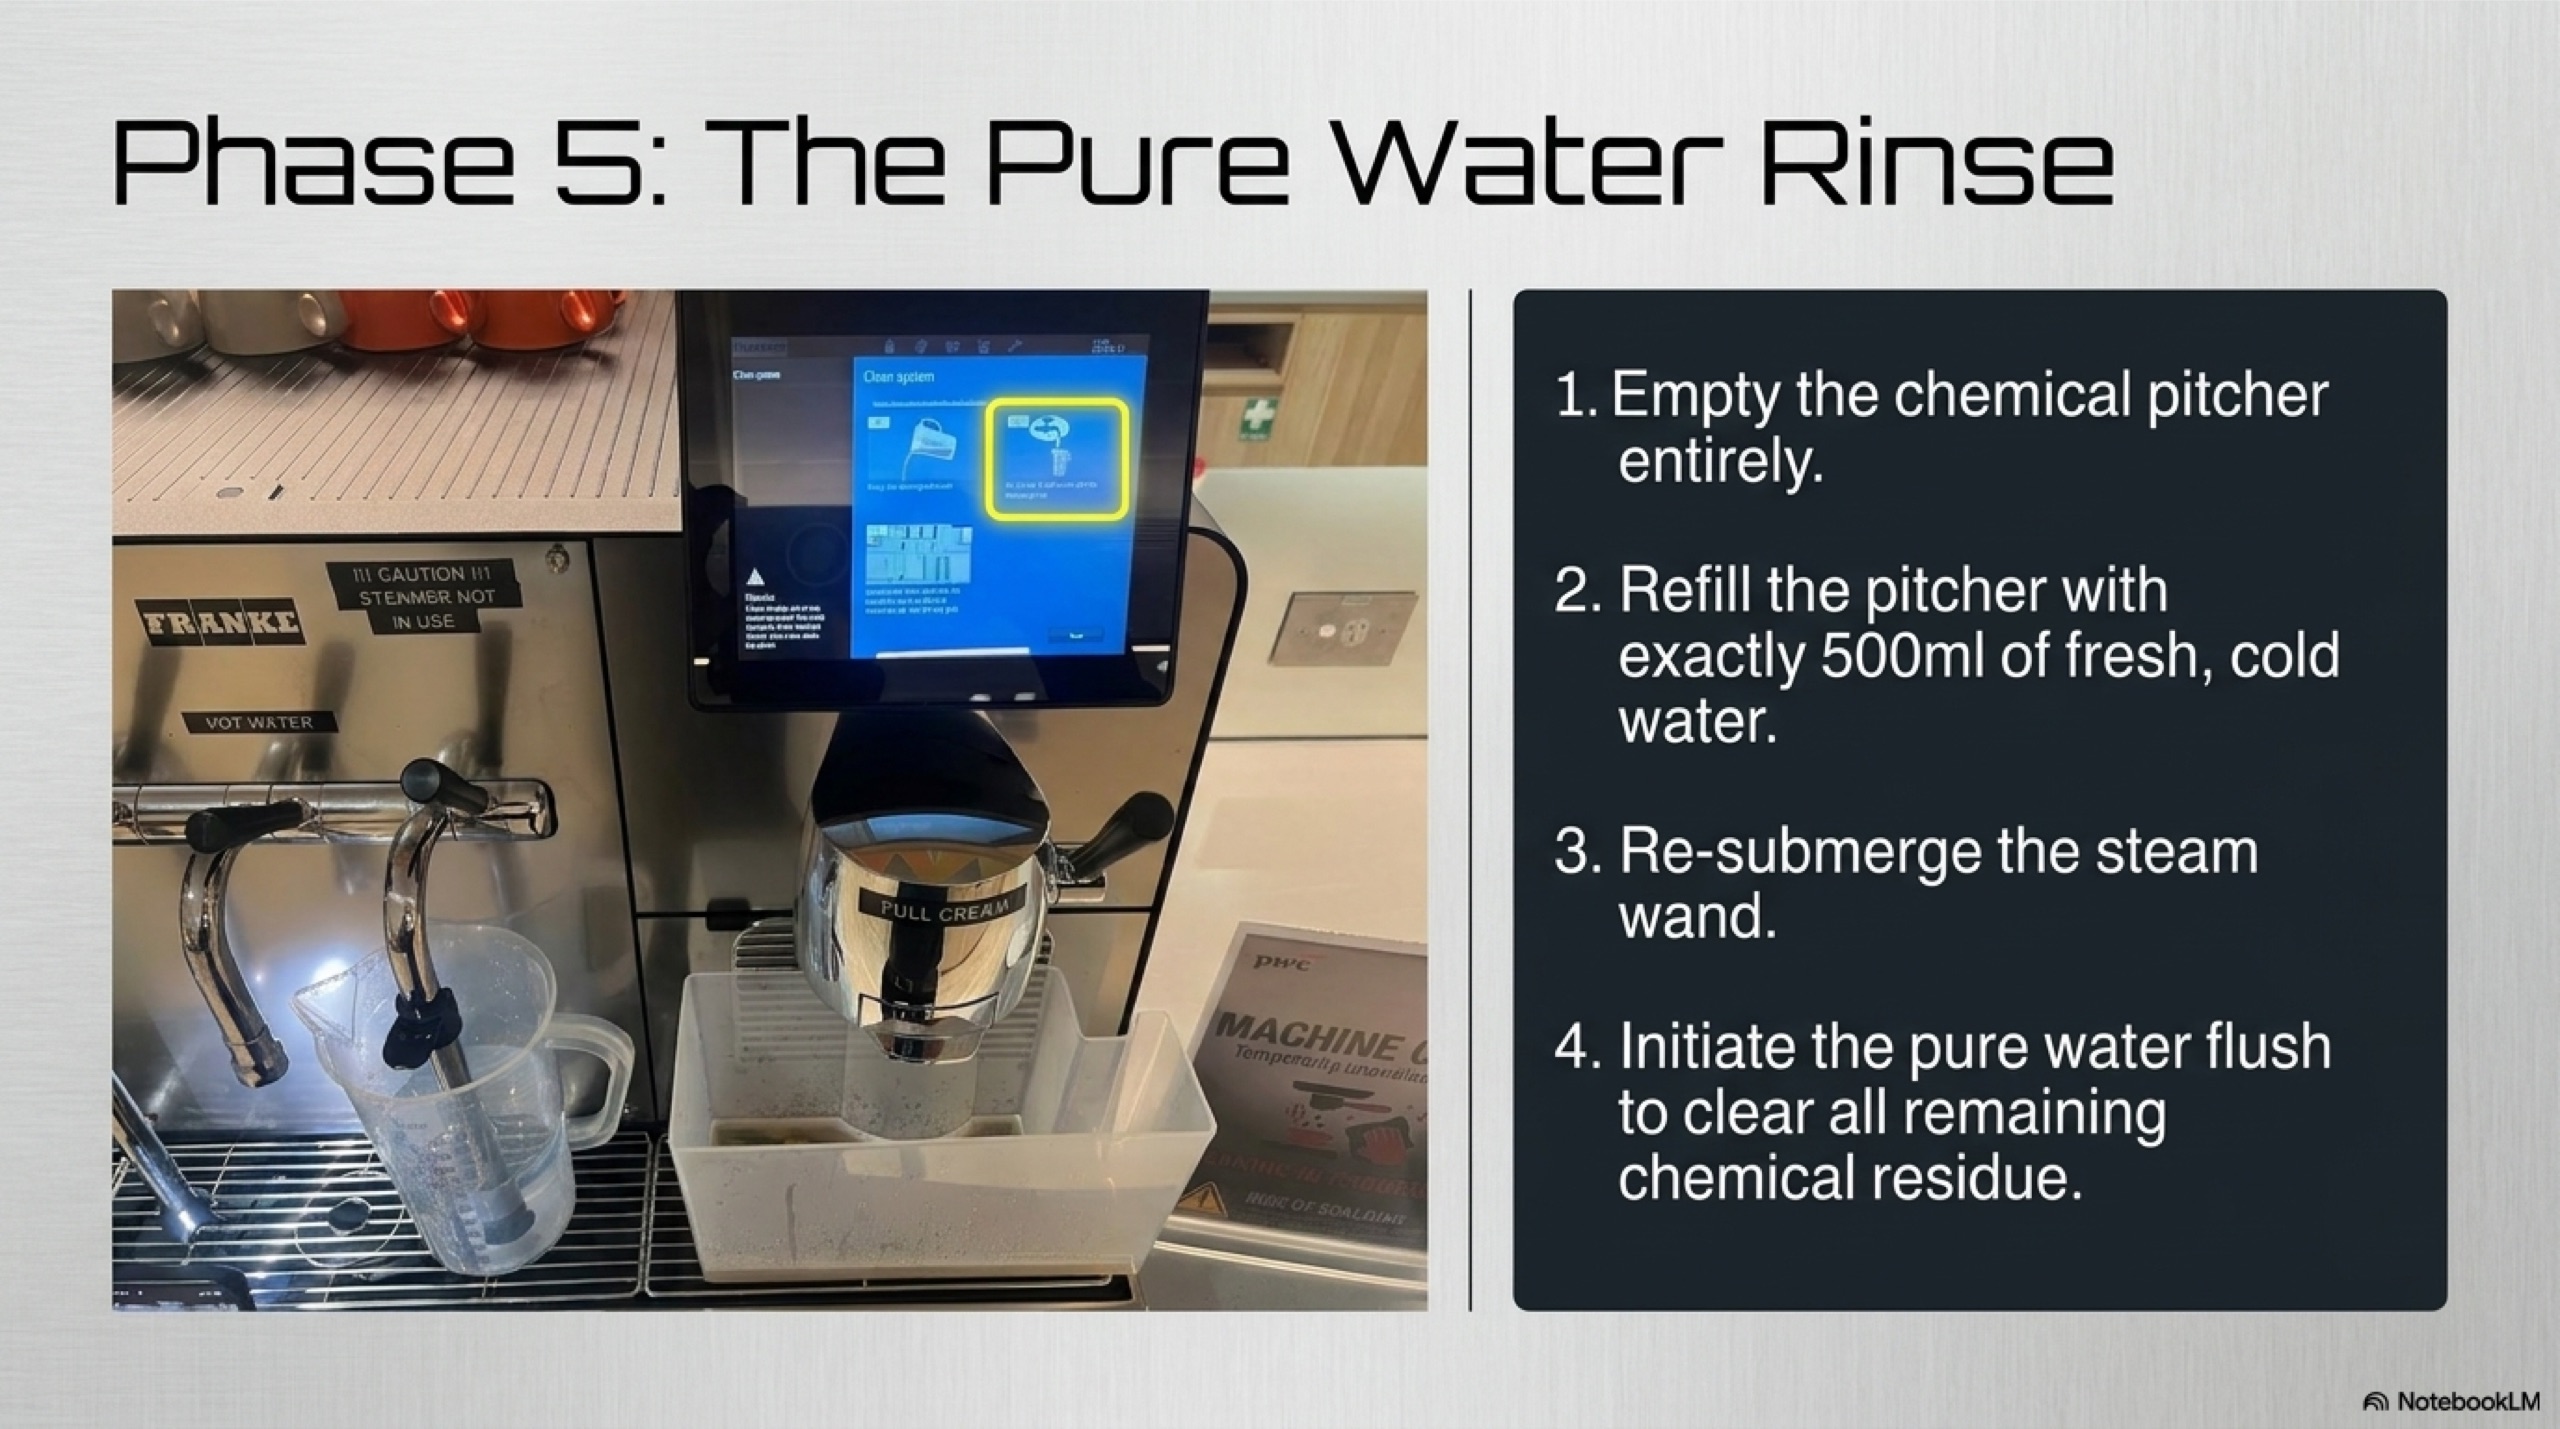 Phase 5: The Pure Water Rinse
Clean system
!!! CAUTION !!!
STENMBR NOT
IN USE
FRANKE
VOT WATER
PULL CREAM
pwc
MACHINE
1. Empty the chemical pitcher
entirely.
2. Refill the pitcher with
exactly 500ml of fresh, cold
water.
3. Re-submerge the steam
wand.
4. Initiate the pure water flush
to clear all remaining
chemical residue.
NotebookLM